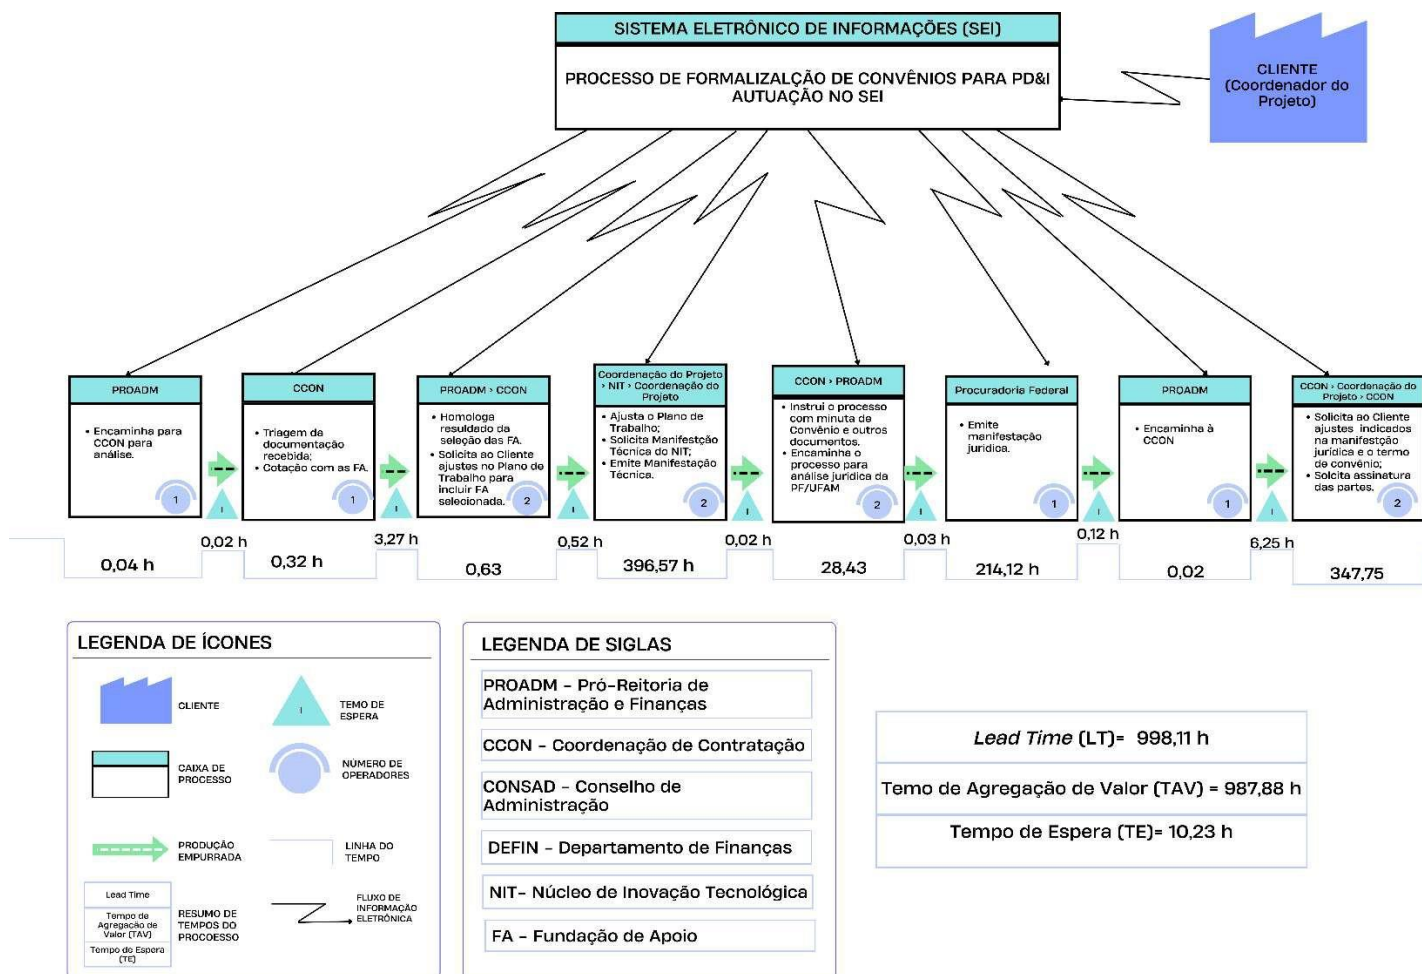 SISTEMA ELETRÔNICO DE INFORMAÇÕES (SEI)
PROCESSO DE FORMALIZALÇÃO DE CONVÊNIOS PARA PD&I
AUTUAÇÃO NO SEI
CLIENTE
(Coordenador do
Projeto)
PROADM
• Encaminha para
CCON para
análise.
1
CCON
• Triagem da
documentação
recebida;
• Cotação com as FA.
1
PROADM > CCON
• Homologa
resuldado da
seleção das FA.
• Solicita ao Cliente
ajustes no Plano de
Trabalho para
incluir FA
selecionada.
2
Coordenação do Projeto
> NIT > Coordenação do
Projeto
• Ajusta o Plano de
Trabalho;
• Solicita Manifestção
Técnica do NIT;
• Emite Manifestação
Técnica.
2
CCON > PROADM
• Instrui o processo
com minuta de
Convênio e outros
documentos.
• Encaminha o
processo para
análise jurídica da
PF/UFAM
2
Procuradoria Federal
• Emite
manifestação
jurídica.
1
PROADM
• Encaminha à
CCON
1
CCON > Coordenação do
Projeto > CCON
• Solicita ao Cliente
ajustes indicados
na manifestção
jurídica e o termo
de convênio;
• Solicita assinatura
das partes.
2
I
I
I
I
I
I
I
0,04 h
0,02 h
0,32 h
3,27 h
0,63
0,52 h
396,57 h
0,02 h
28,43
0,03 h
214,12 h
0,12 h
0,02
6,25 h
347,75
LEGENDA DE ÍCONES
CLIENTE
I
TEMO DE
ESPERA
CAIXA DE
PROCESSO
NÚMERO DE
OPERADORES
PRODUÇÃO
EMPURRADA
LINHA DO
TEMPO
Lead Time
Tempo de
Agregação de
Valor (TAV)
Tempo de Espera
(TE)
RESUMO DE
TEMPOS DO
PROCOESSO
FLUXO DE
INFORMAÇÃO
ELETRÔNICA
LEGENDA DE SIGLAS
PROADM – Pró-Reitoria de
Administração e Finanças
CCON – Coordenação de Contratação
CONSAD – Conselho de
Administração
DEFIN – Departamento de Finanças
NIT– Núcleo de Inovação Tecnológica
FA – Fundação de Apoio
Lead Time (LT)= 998,11 h
Temo de Agregação de Valor (TAV) = 987,88 h
Tempo de Espera (TE)= 10,23 h